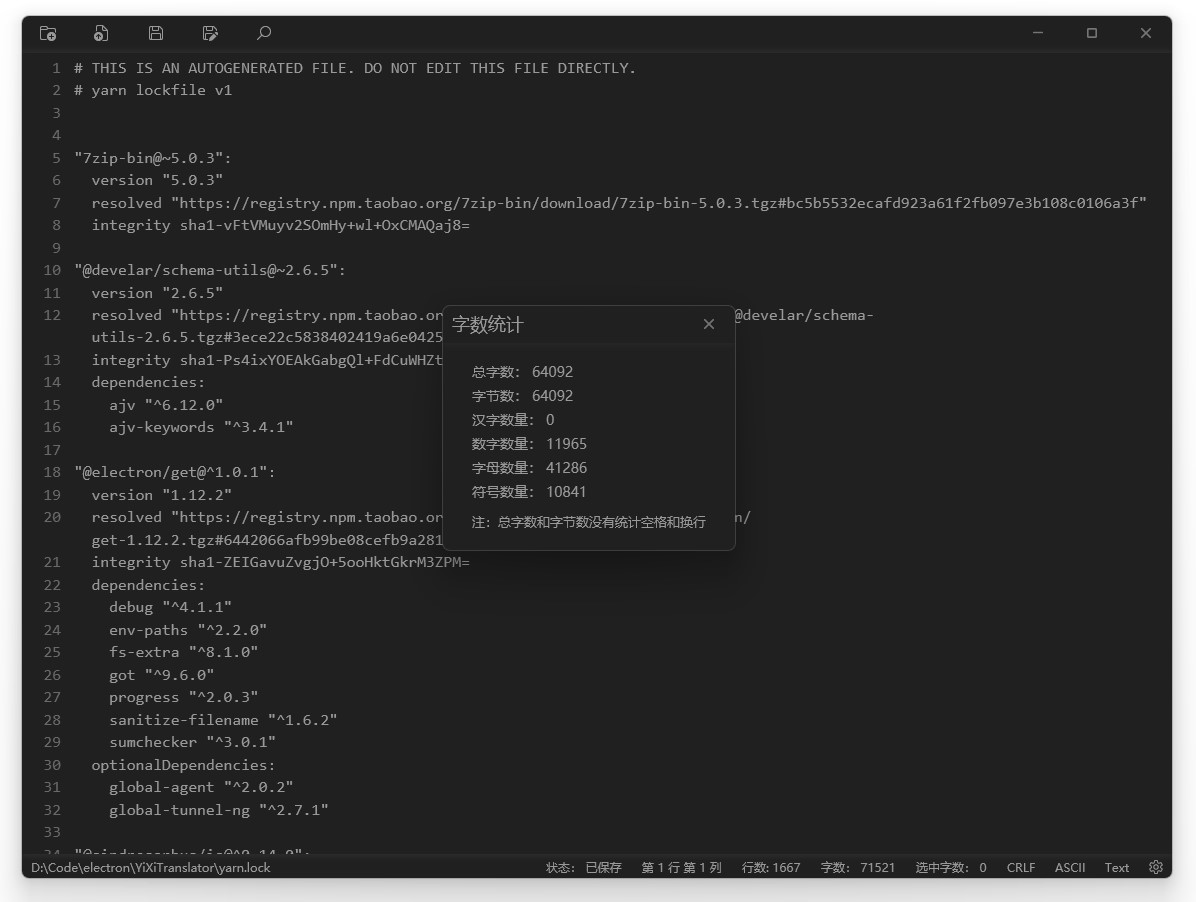 1 # THIS IS AN AUTOGENERATED FILE. DO NOT EDIT THIS FILE DIRECTLY.
2 # yarn lockfile v1
3
4
5 "7zip-bin@~5.0.3":
6 version "5.0.3"
7 resolved "https://registry.npm.taobao.org/7zip-bin/download/7zip-bin-5.0.3.tgz#bc5b5532ecafd923a61f2fb097e3b108c0106a3f"
8 integrity sha1-vFtVMuyv2SOmHy+wl+OxCMAQaj8=
9
10 "@develar/schema-utils@~2.6.5":
11 version "2.6.5"
12 resolved "https://registry.npm.taobao.or @develar/schema-
utils-2.6.5.tgz#3ece22c5838402419a6e0425
13 integrity sha1-Ps4ixYOEAkGabgQl+FdCuWHZt
14 dependencies:
15 ajv "^6.12.0"
16 ajv-keywords "^3.4.1"
17
18 "@electron/get@^1.0.1":
19 version "1.12.2"
20 resolved "https://registry.npm.taobao.or n/
get-1.12.2.tgz#6442066afb99be08cefb9a281
21 integrity sha1-ZEIGavuZvgjO+5ooHktGkrM3ZPM=
22 dependencies:
23 debug "^4.1.1"
24 env-paths "^2.2.0"
25 fs-extra "^8.1.0"
26 got "^9.6.0"
27 progress "^2.0.3"
28 sanitize-filename "^1.6.2"
29 sumchecker "^3.0.1"
30 optionalDependencies:
31 global-agent "^2.0.2"
32 global-tunnel-ng "^2.7.1"
33
字数统计
总字数： 64092
字节数： 64092
汉字数量： 0
数字数量： 11965
字母数量： 41286
符号数量： 10841
注：总字数和字节数没有统计空格和换行
D:\Code\electron\YiXiTranslator\yarn.lock 状态： 已保存 第 1 行 第 1 列 行数: 1667 字数： 71521 选中字数： 0 CRLF ASCII Text